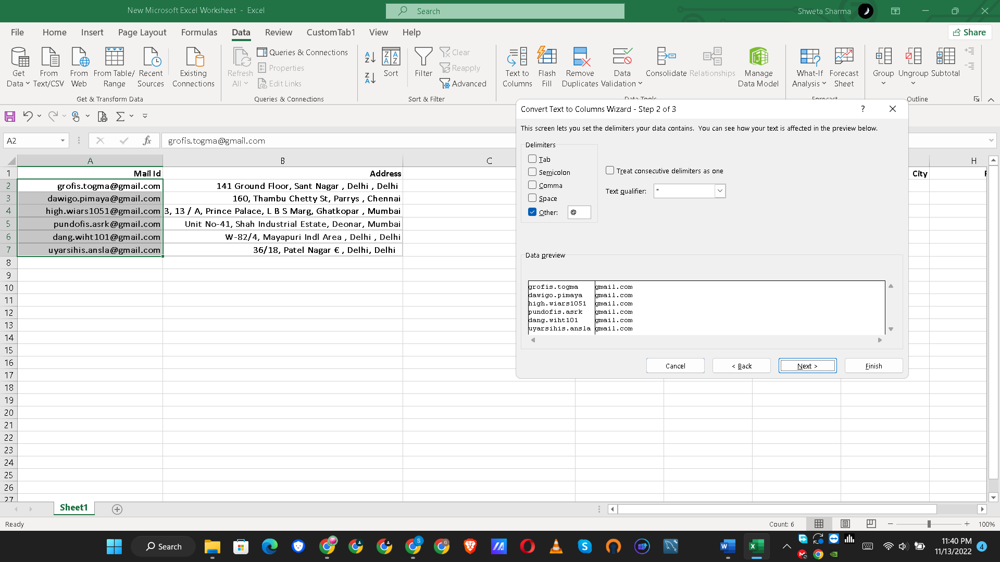 New Microsoft Excel Worksheet - Excel
Search
Shweta Sharma
File Home Insert Page Layout Formulas Data Review CustomTab1 View Help
Share
Get Data
From Text/CSV
From Web
From Table/ Range
Recent Sources
Existing Connections
Get & Transform Data
Refresh All
Queries & Connections
Properties
Edit Links
Queries & Connections
Sort
Filter
Clear
Reapply
Advanced
Sort & Filter
Text to Columns
Flash Fill
Remove Duplicates
Data Validation
Consolidate
Relationships
Manage Data Model
Data Tools
What-If Analysis
Forecast Sheet
Forecast
Group
Ungroup
Subtotal
Outline
A2
fx
grofis.togma@gmail.com
A B C H
1 Mail Id Address City
2 grofis.togma@gmail.com 141 Ground Floor, Sant Nagar , Delhi , Delhi
3 dawigo.pimaya@gmail.com 160, Thambu Chetty St, Parrys , Chennai
4 high.wiars1051@gmail.com 3, 13 / A, Prince Palace, L B S Marg, Ghatkopar , Mumbai
5 pundofis.asrk@gmail.com Unit No-41, Shah Industrial Estate, Deonar, Mumbai
6 dang.wiht101@gmail.com W-82/4, Mayapuri Indl Area , Delhi , Delhi
7 uyarsihis.ansla@gmail.com 36/18, Patel Nagar € , Delhi, Delhi
8
9
10
11
12
13
14
15
16
17
18
19
20
21
22
23
24
25
26
27
Convert Text to Columns Wizard - Step 2 of 3
?
This screen lets you set the delimiters your data contains. You can see how your text is affected in the preview below.
Delimiters
Tab
Semicolon
Comma
Space
Other: @
Treat consecutive delimiters as one
Text qualifier: "
Data preview
grofis.togma gmail.com
dawigo.pimaya gmail.com
high.wiars1051 gmail.com
pundofis.asrk gmail.com
dang.wiht101 gmail.com
uyarsihis.ansla gmail.com
Cancel
< Back
Next >
Finish
Sheet1
Ready
Count: 6
100%
Search
11:40 PM
11/13/2022
4